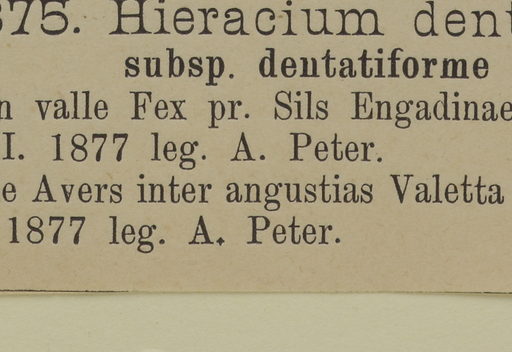 375. Hieracium dent
subsp. dentatiforme
n valle Fex pr. Sils Engadinae
I. 1877 leg. A. Peter.
e Avers inter angustias Valetta
1877 leg. A. Peter.